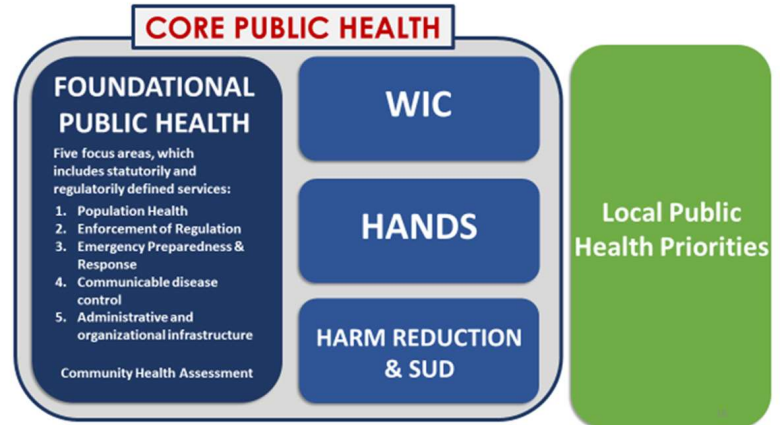 CORE PUBLIC HEALTH
FOUNDATIONAL
PUBLIC HEALTH
Five focus areas, which
includes statutorily and
regulatorily defined services:
1. Population Health
2. Enforcement of Regulation
3. Emergency Preparedness &
Response
4. Communicable disease
control
5. Administrative and
organizational infrastructure
Community Health Assessment
WIC
HANDS
HARM REDUCTION
& SUD
Local Public
Health Priorities